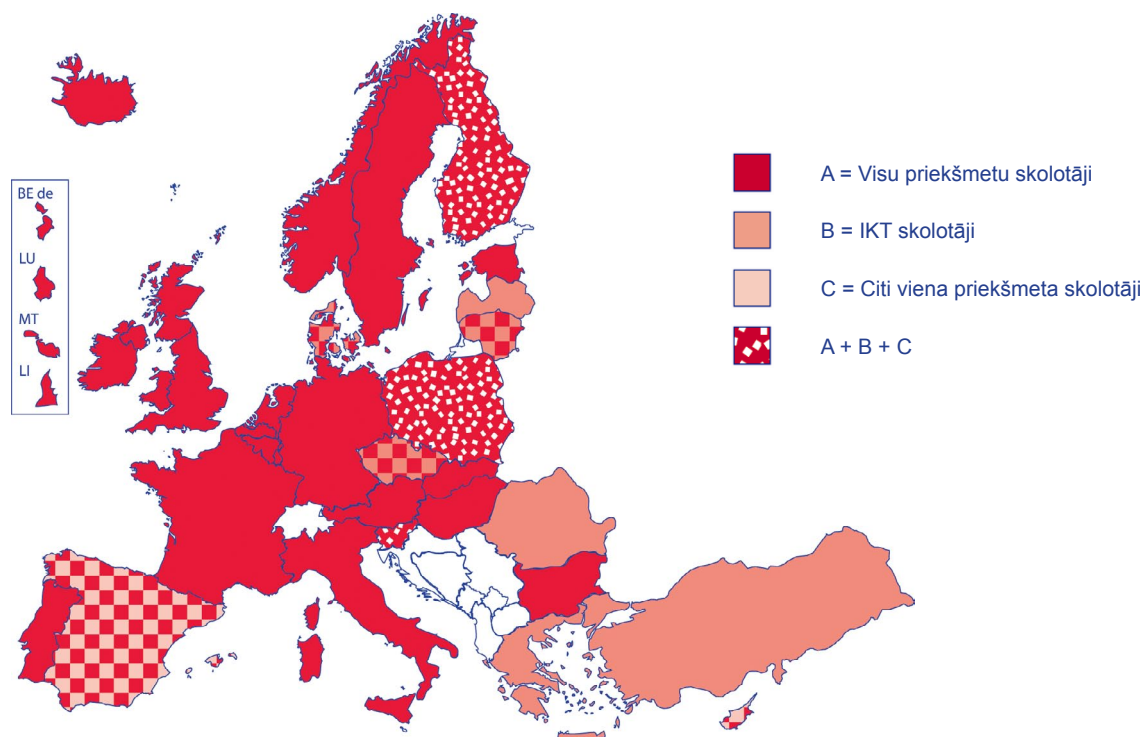 BE de
LU
MT
LI
A = Visu priekšmetu skolotāji
B = IKT skolotāji
C = Citi viena priekšmeta skolotāji
A + B + C